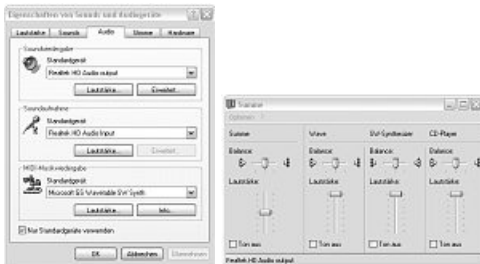 Eigenschaften von Sounds und Audiogeräte
Lautstärke Sounds Audio Stimme Hardware
Soundwiedergabe
Standardgerät:
Realtek HD Audio output
Lautstärke... Erweitert...
Soundaufnahme
Standardgerät:
Realtek HD Audio Input
Lautstärke... Erweitert...
MIDI-Musikwiedergabe
Standardgerät:
Microsoft GS Wavetable SW Synth
Lautstärke... Info...
Nur Standardgeräte verwenden
OK Abbrechen Übernehmen
Summe
Optionen ?
Summe Wave SW-Synthesizer CD-Player
Balance: Balance: Balance: Balance:
Lautstärke: Lautstärke: Lautstärke: Lautstärke:
Ton aus Ton aus Ton aus Ton aus
Realtek HD Audio output